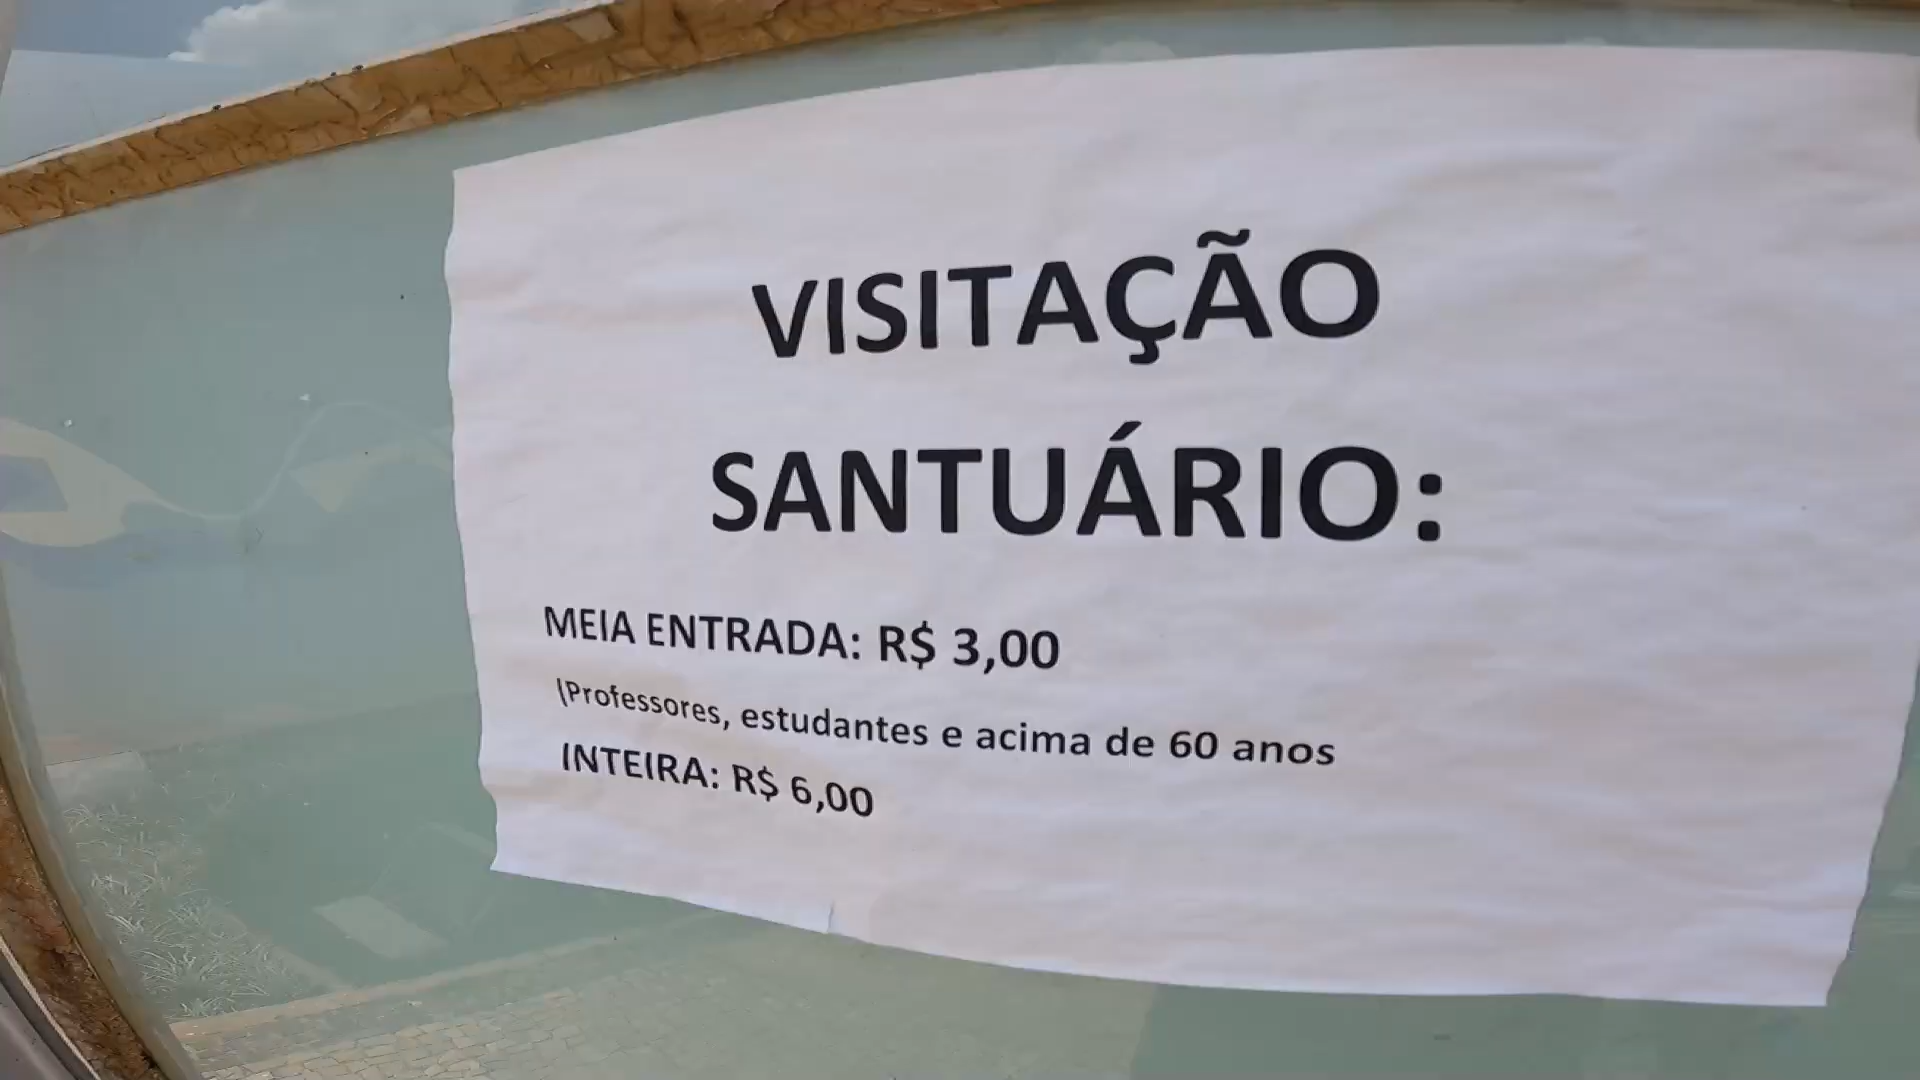 VISITAÇÃO
SANTUÁRIO:
MEIA ENTRADA: R$ 3,00
(Professores, estudantes e acima de 60 anos
INTEIRA: R$ 6,00